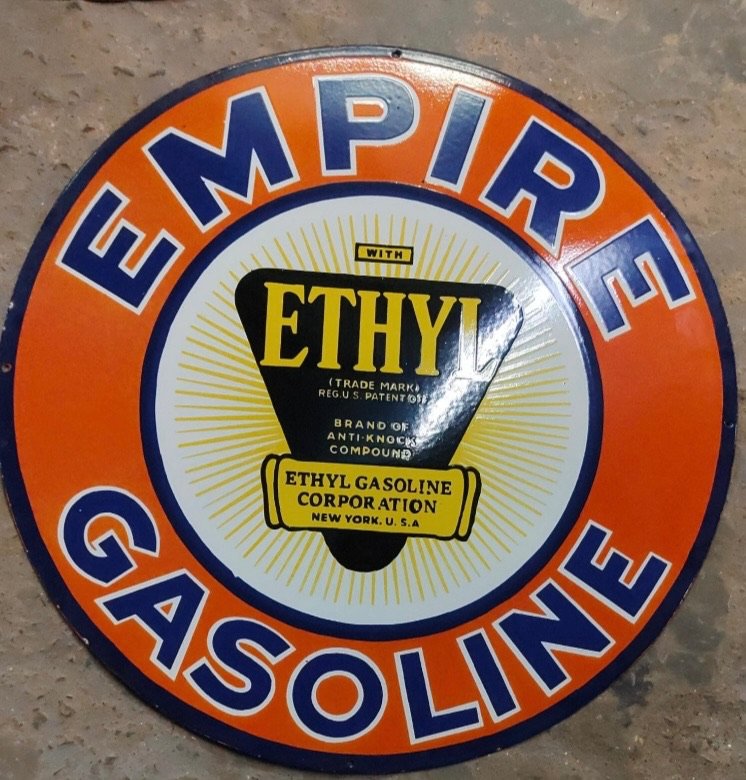 EMPIRE
WITH
ETHYL
(TRADE MARK)
REG.U.S. PATENT OFF
BRAND OF
ANTI-KNOCK
COMPOUND
ETHYL GASOLINE
CORPORATION
NEW YORK. U.S.A
GASOLINE